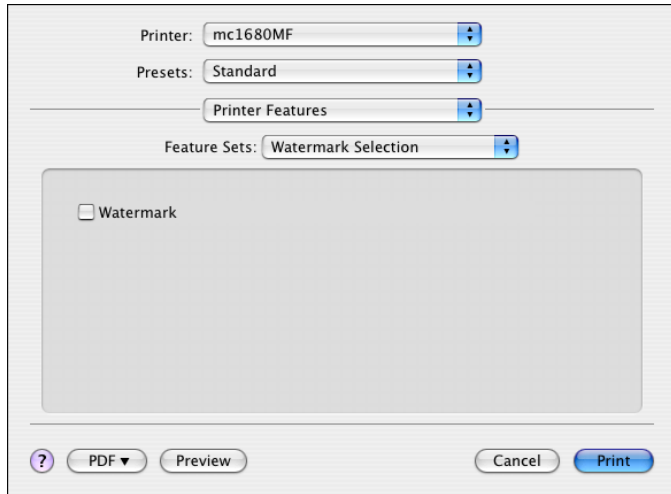 Printer: mc1680MF
Presets: Standard
Printer Features
Feature Sets: Watermark Selection
Watermark
? PDF ▼ Preview Cancel Print